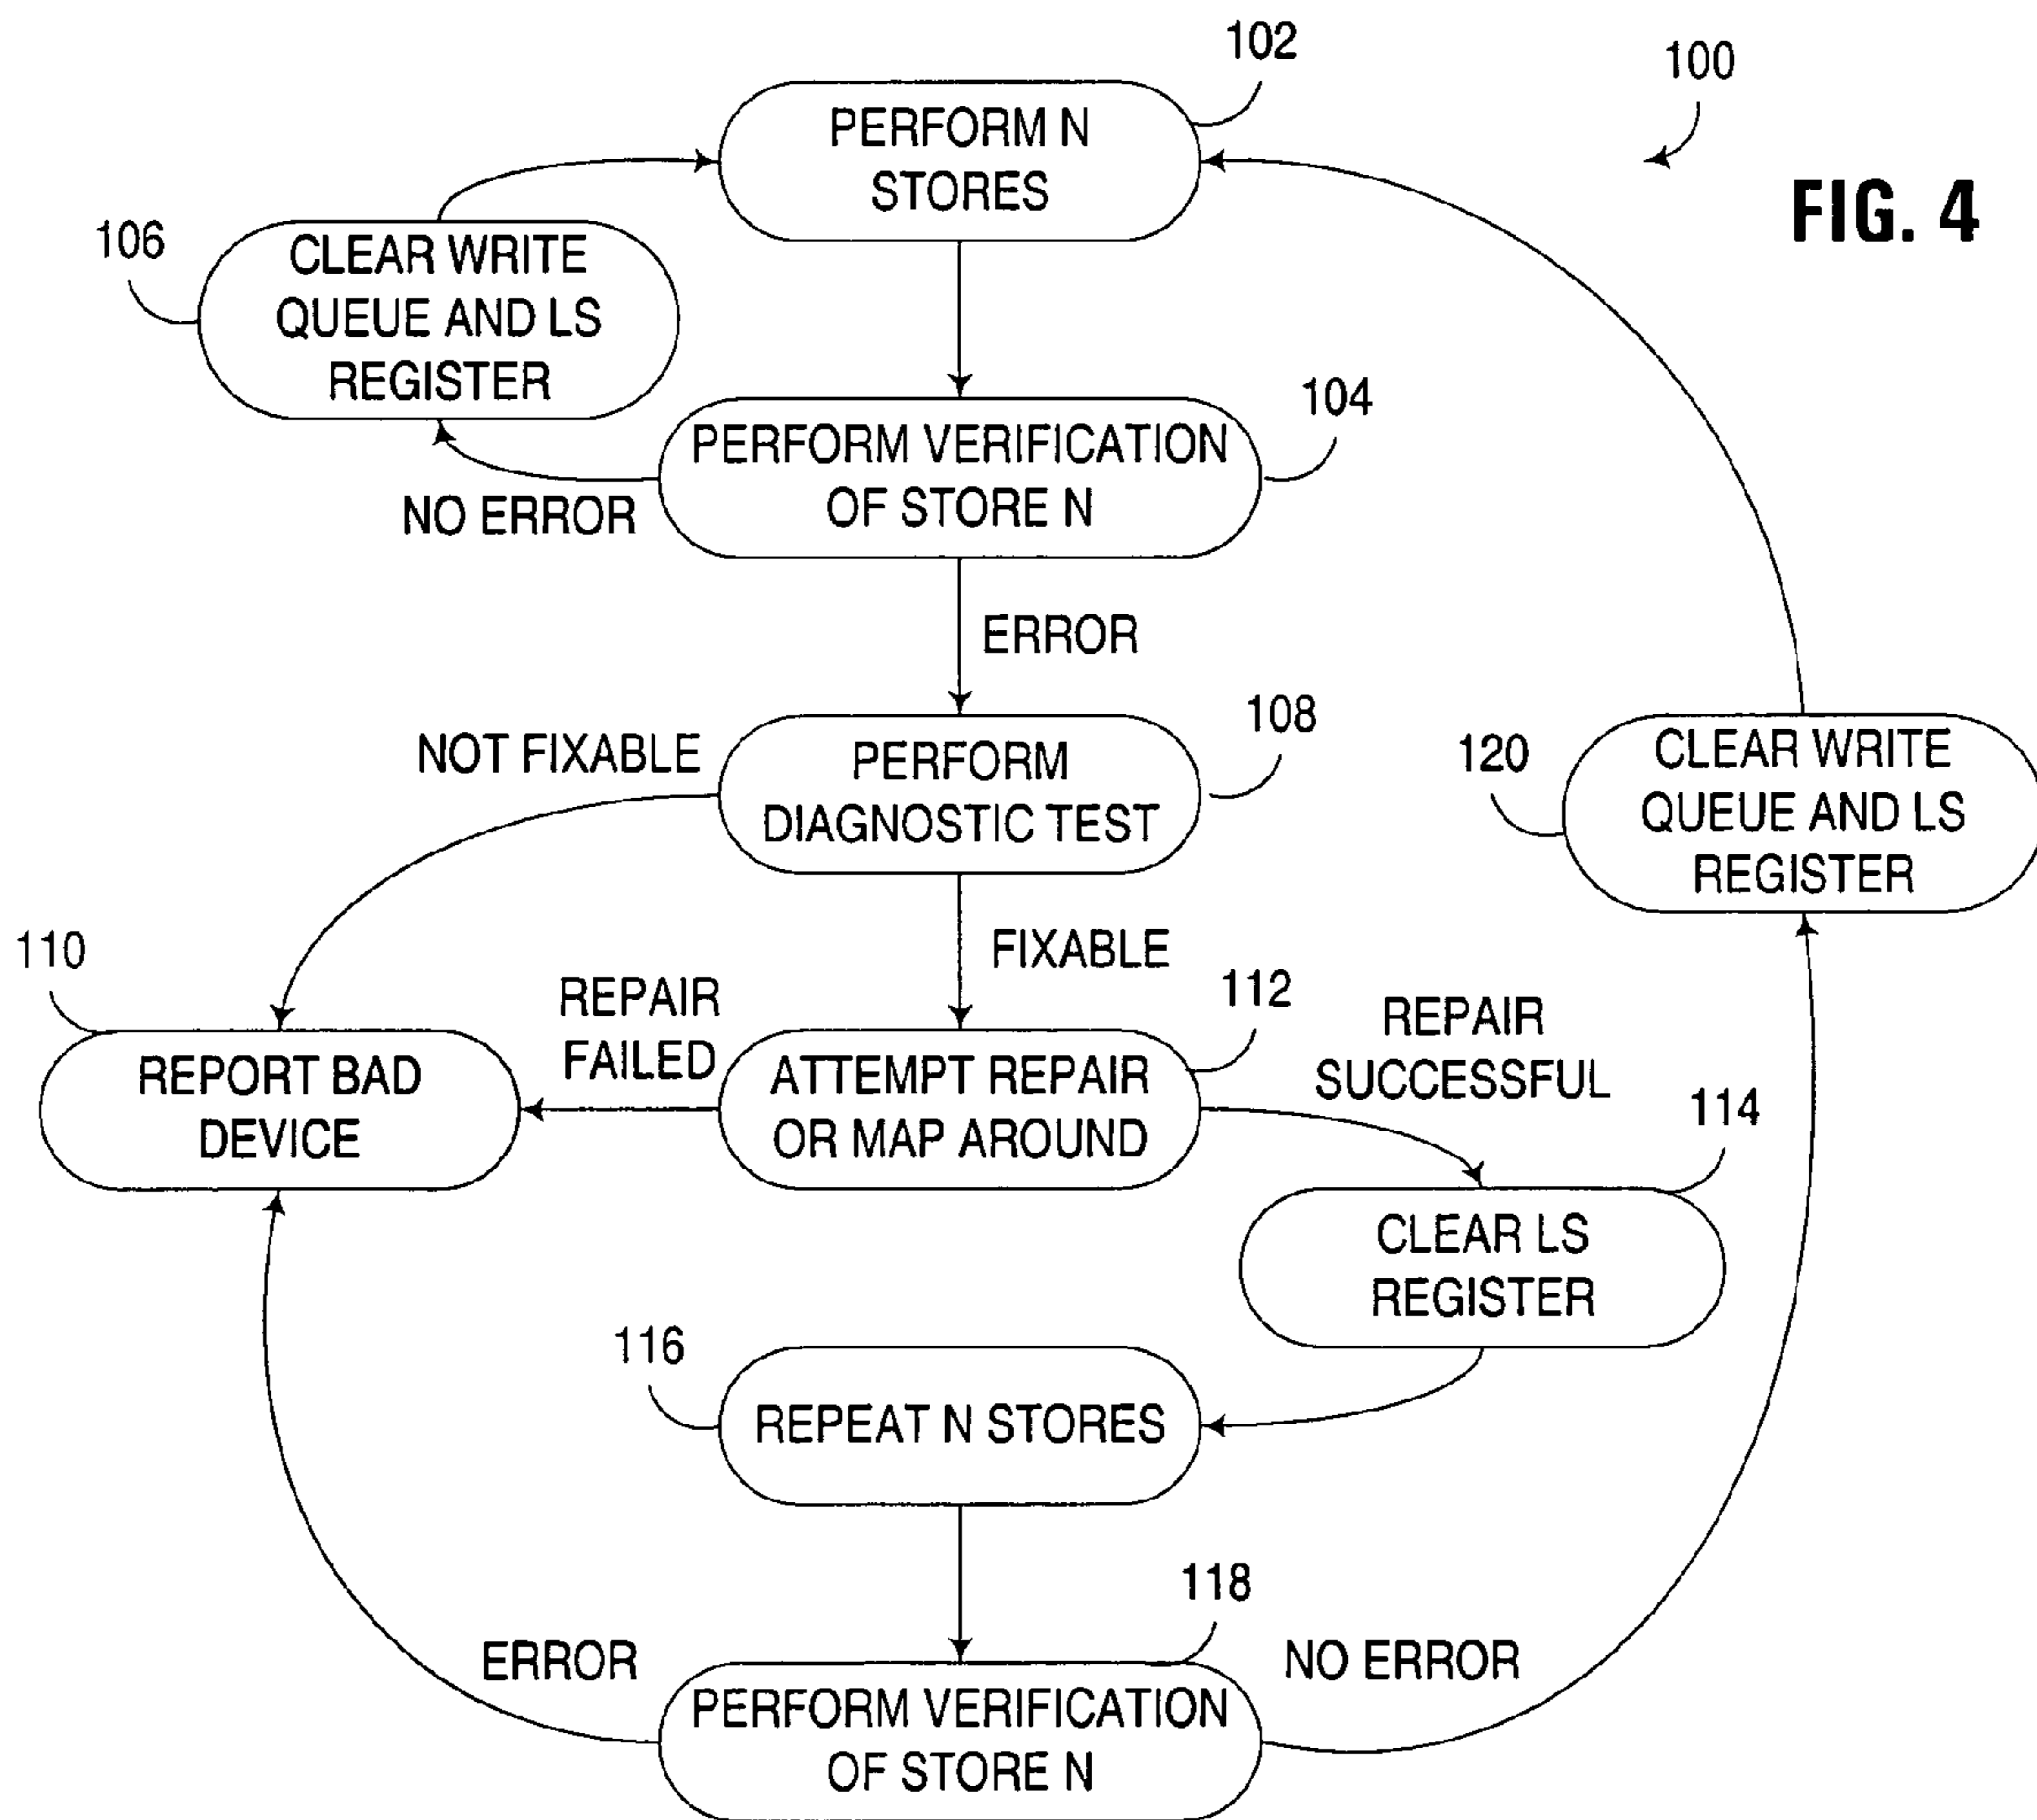 102
100
PERFORM N
STORES
FIG. 4
106
CLEAR WRITE
QUEUE AND LS
REGISTER
104
PERFORM VERIFICATION
OF STORE N
NO ERROR
ERROR
108
NOT FIXABLE
PERFORM
DIAGNOSTIC TEST
120
CLEAR WRITE
QUEUE AND LS
REGISTER
110
FIXABLE
REPAIR
FAILED
112
REPAIR
SUCCESSFUL
REPORT BAD
DEVICE
ATTEMPT REPAIR
OR MAP AROUND
114
CLEAR LS
REGISTER
116
REPEAT N STORES
118
ERROR
NO ERROR
PERFORM VERIFICATION
OF STORE N